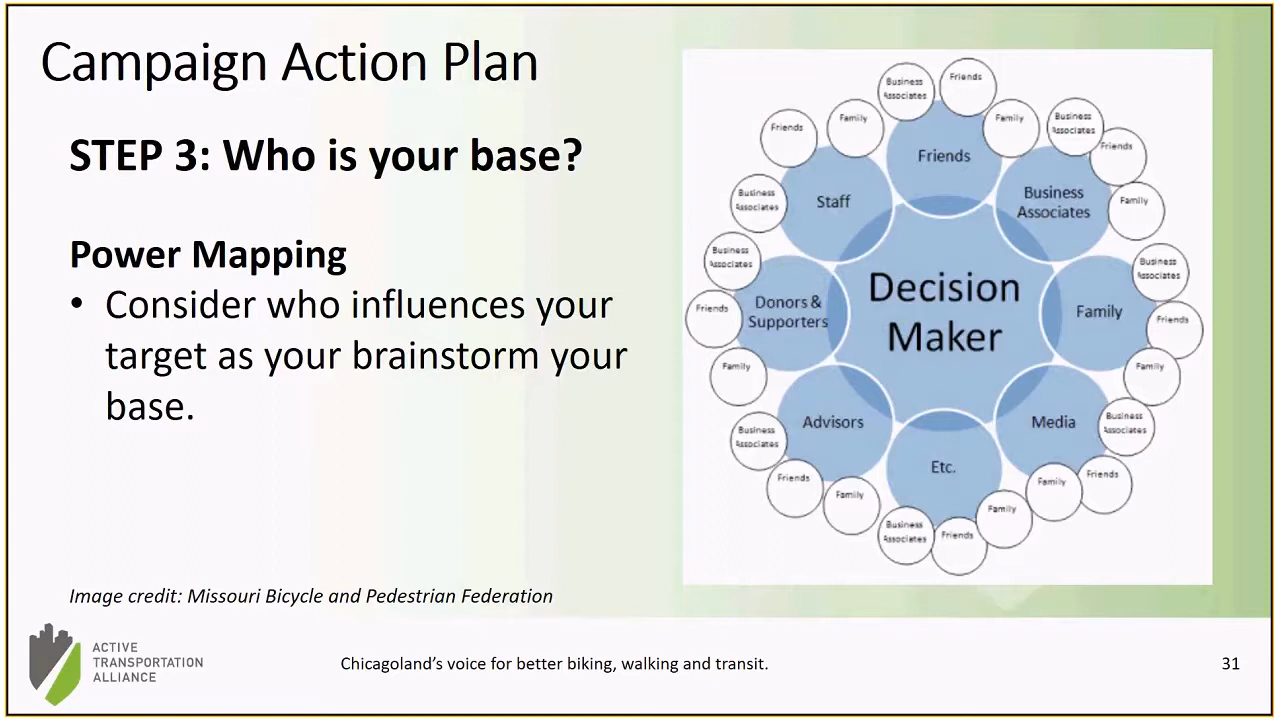 Campaign Action Plan
STEP 3: Who is your base?
Power Mapping
• Consider who influences your
target as your brainstorm your
base.
Image credit: Missouri Bicycle and Pedestrian Federation
Decision
Maker
Friends
Business
Associates
Family
Media
Etc.
Advisors
Donors &
Supporters
Staff
Business
Associates
Friends
Family
Business
Associates
Friends
Family
Business
Associates
Friends
Family
Business
Associates
Friends
Family
Business
Associates
Friends
Family
Business
Associates
Friends
Family
Business
Associates
Friends
Family
Business
Associates
Friends
Family
ACTIVE
TRANSPORTATION
ALLIANCE
Chicagoland’s voice for better biking, walking and transit.
31